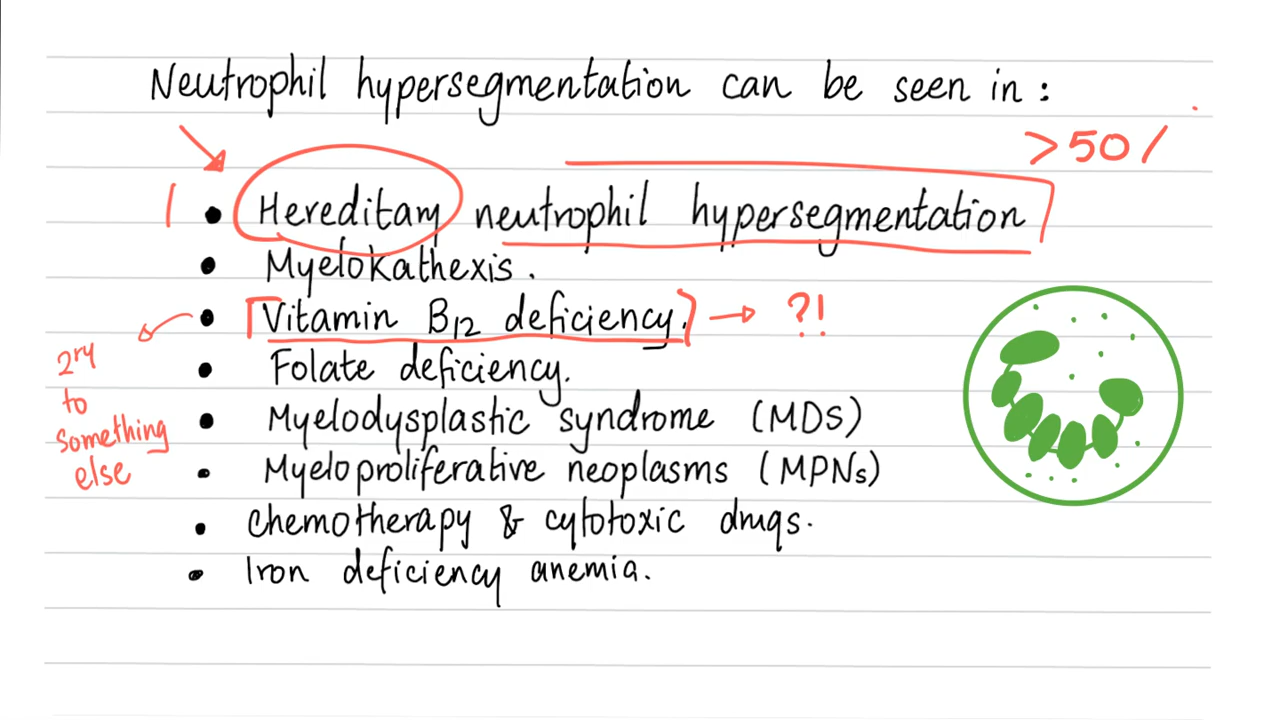 Neutrophil hypersegmentation can be seen in :
>50/
• Hereditary neutrophil hypersegmentation
• Myelokathexis.
• Vitamin B12 deficiency. → ?!
2ry
to
something
else
• Folate deficiency.
• Myelodysplastic syndrome (MDS)
• Myeloproliferative neoplasms (MPNs)
• Chemotherapy & cytotoxic drugs.
• Iron deficiency anemia.